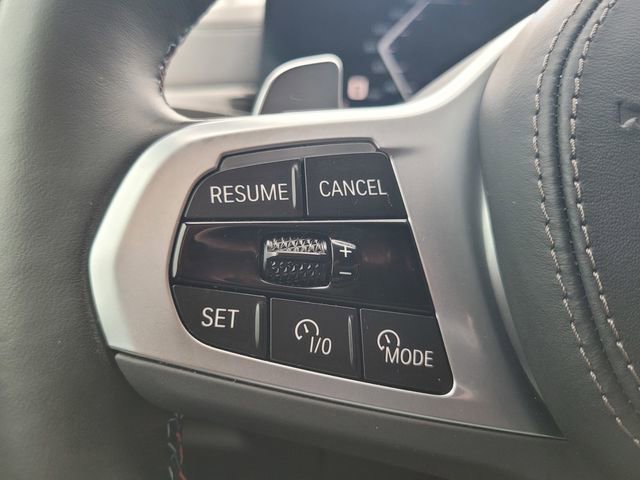 RESUME CANCEL
+
−
SET I/O MODE